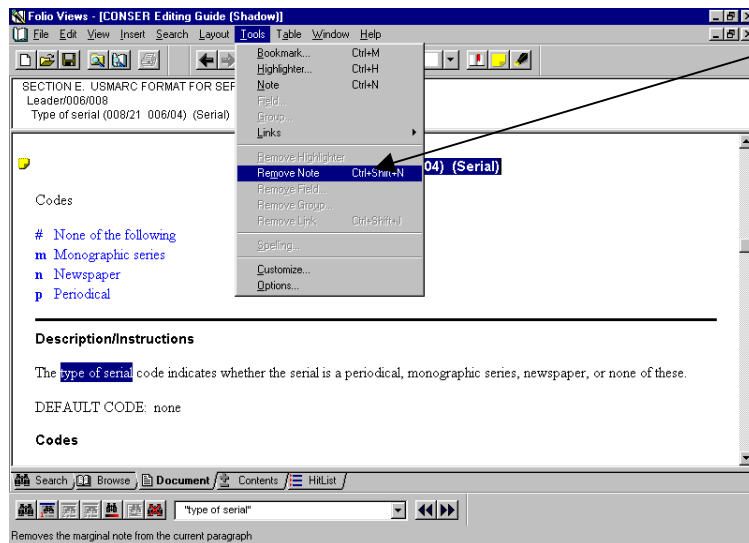 Folio Views - [CONSER Editing Guide (Shadow)]
File Edit View Insert Search Layout Tools Table Window Help
SECTION E. USMARC FORMAT FOR SER
Leader/006/008
Type of serial (008/21 006/04) (Serial)
Bookmark... Ctrl+M
Highlighter... Ctrl+H
Note Ctrl+N
Field...
Group...
Links
Remove Highlighter
Remove Note Ctrl+Shift+N
Remove Field...
Remove Group...
Remove Link Ctrl+Shift+J
Spelling...
Customize...
Options...
04) (Serial)
Codes
# None of the following
m Monographic series
n Newspaper
p Periodical
Description/Instructions
The type of serial code indicates whether the serial is a periodical, monographic series, newspaper, or none of these.
DEFAULT CODE: none
Codes
Search Browse Document Contents HitList
"type of serial"
Removes the marginal note from the current paragraph